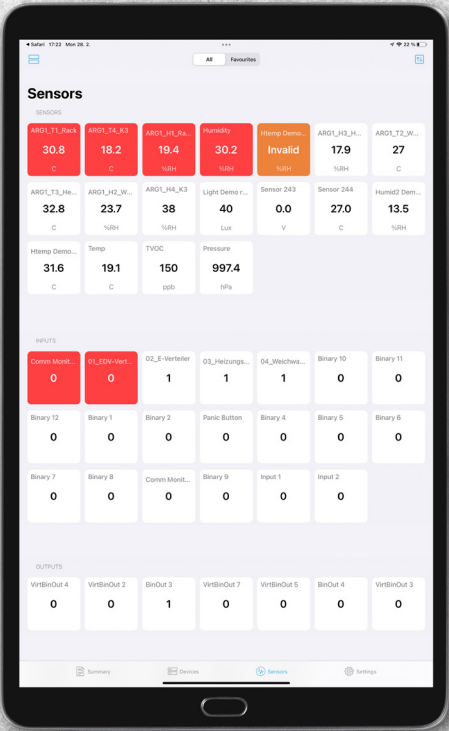 Safari 17:22 Mon 28. 2. 22 %
All Favourites
Sensors
SENSORS
ARG1_T1_Rack ARG1_T4_K3 ARG1_H1_Ra... Humidity Htemp Demo... ARG1_H3_H... ARG1_T2_W...
30.8 18.2 19.4 30.2 Invalid 17.9 27
C C %RH %RH %RH %RH C
ARG1_T3_He... ARG1_H2_W... ARG1_H4_K3 Light Demo r... Sensor 243 Sensor 244 Humid2 Dem...
32.8 23.7 38 40 0.0 27.0 13.5
C %RH %RH Lux V C %RH
Htemp Demo... Temp TVOC Pressure
31.6 19.1 150 997.4
C C ppb hPa
INPUTS
Comm Monit... 01_EDV-Vert... 02_E-Verteiler 03_Heizungs... 04_Weichwa... Binary 10 Binary 11
0 0 1 1 1 0 0
Binary 12 Binary 1 Binary 2 Panic Button Binary 4 Binary 5 Binary 6
0 0 0 0 0 0 0
Binary 7 Binary 8 Comm Monit... Binary 9 Input 1 Input 2
0 0 0 0 0 0
OUTPUTS
VirtBinOut 4 VirtBinOut 2 BinOut 3 VirtBinOut 7 VirtBinOut 5 BinOut 4 VirtBinOut 3
0 0 1 0 0 0 0
Summary Devices Sensors Settings